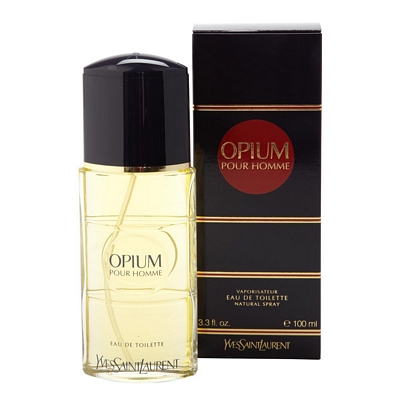 OPIUM
POUR HOMME
EAU DE TOILETTE
YVESSAINTLAURENT
OPIUM
POUR HOMME
VAPORISATEUR
EAU DE TOILETTE
NATURAL SPRAY
3.3 fl. oz. e 100 ml
YVESSAINTLAURENT